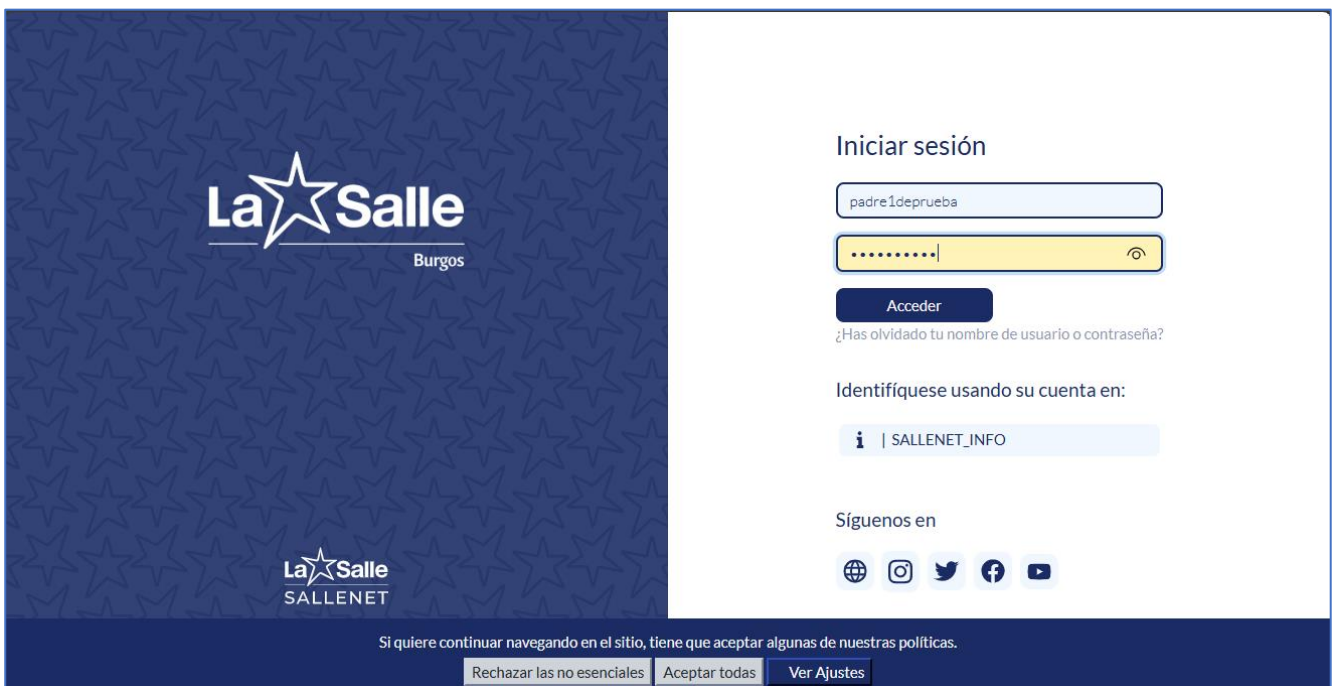 La Salle
Burgos
La Salle
SALLENET
Iniciar sesión
padre1deprueba
••••••••••
Acceder
¿Has olvidado tu nombre de usuario o contraseña?
Identifíquese usando su cuenta en:
i | SALLENET_INFO
Síguenos en
Si quiere continuar navegando en el sitio, tiene que aceptar algunas de nuestras políticas.
Rechazar las no esenciales Aceptar todas Ver Ajustes